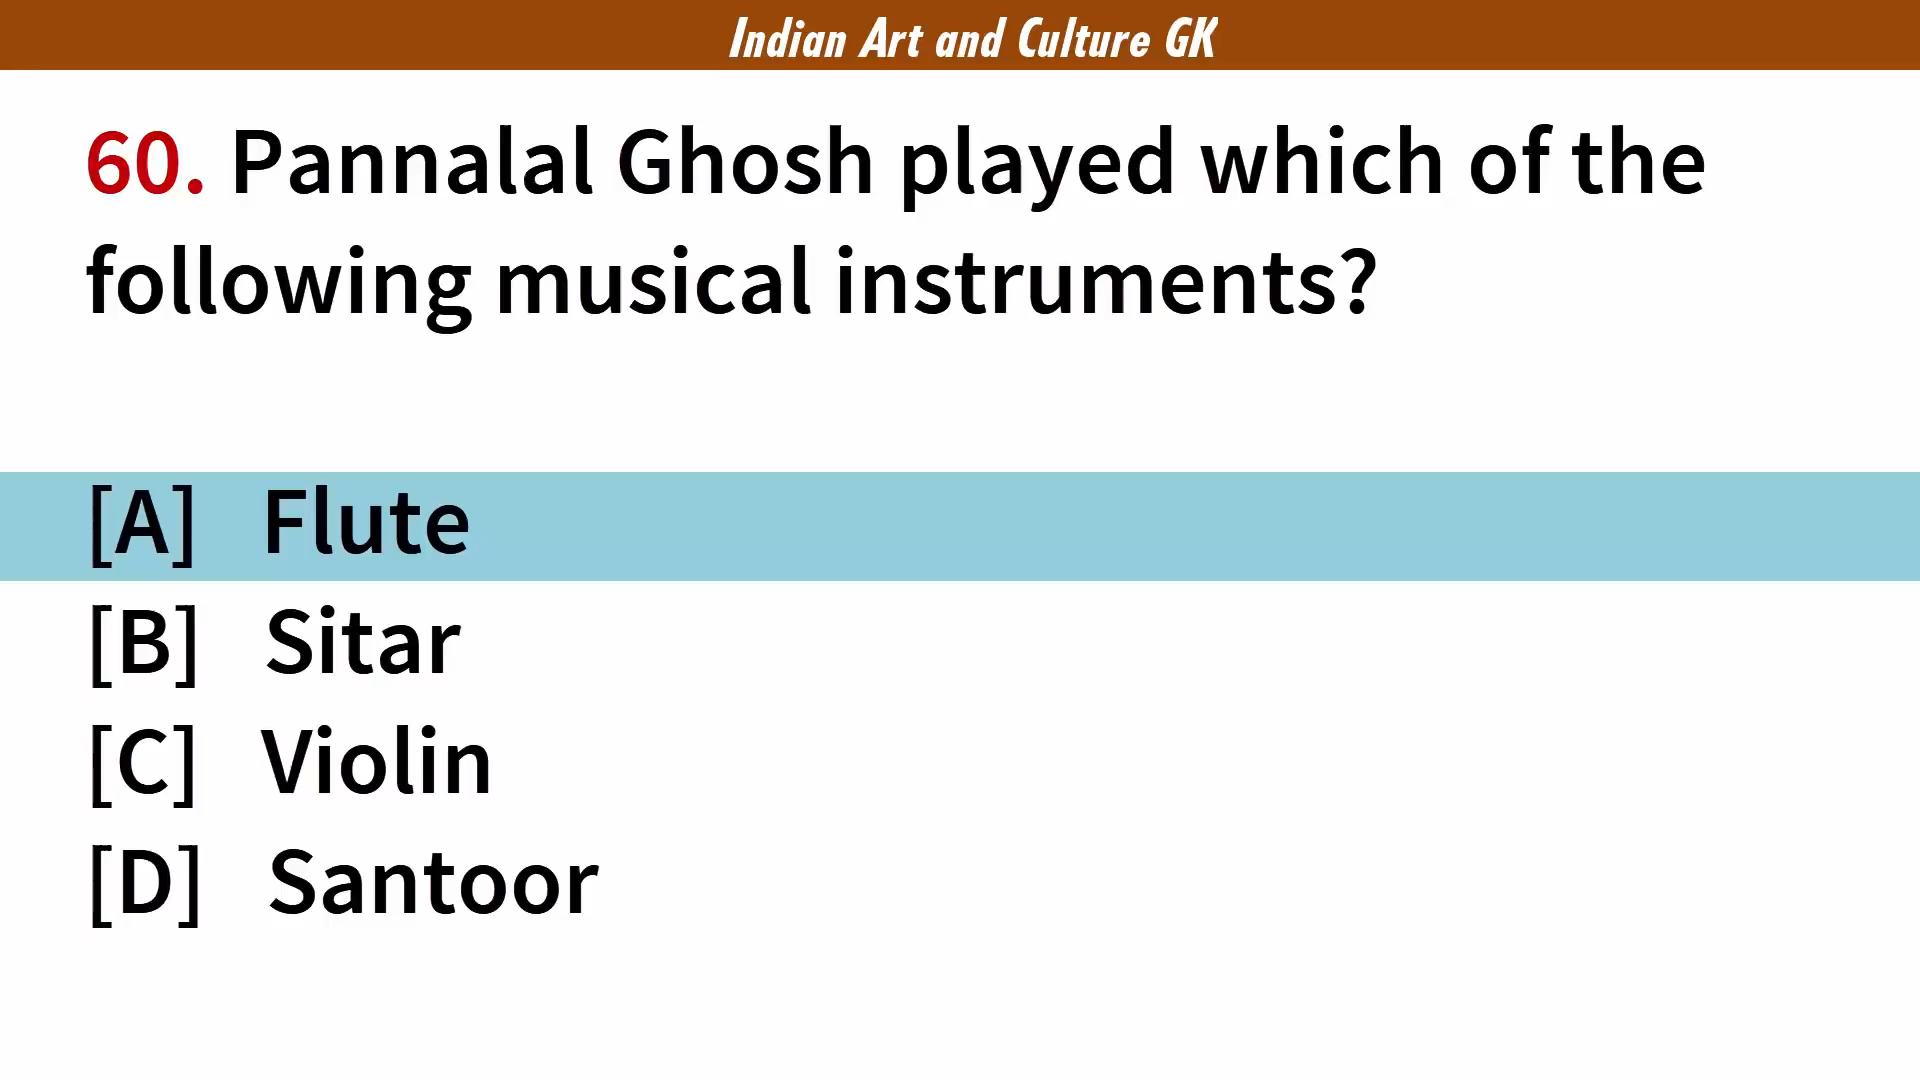 Indian Art and Culture GK
60. Pannalal Ghosh played which of the
following musical instruments?
[A] Flute
[B] Sitar
[C] Violin
[D] Santoor